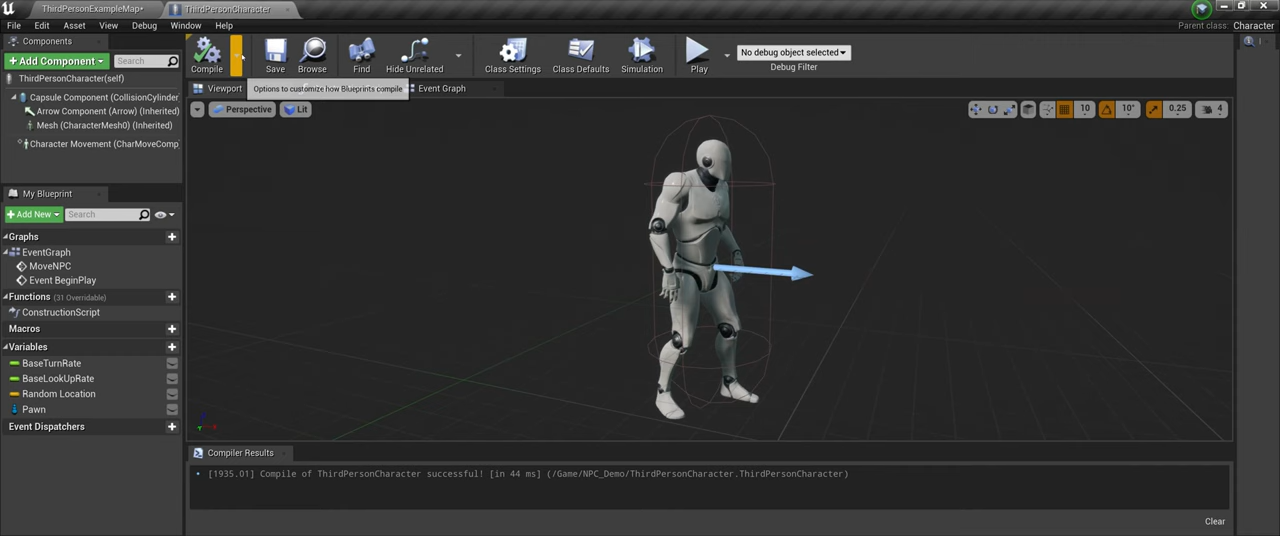 ThirdPersonExampleMap*
ThirdPersonCharacter
File Edit Asset View Debug Window Help
Parent class: Character
Components
+ Add Component
Search
ThirdPersonCharacter(self)
Capsule Component (CollisionCylinder
Arrow Component (Arrow) (Inherited)
Mesh (CharacterMesh0) (Inherited)
Character Movement (CharMoveComp
Compile
Save
Browse
Find
Hide Unrelated
Class Settings
Class Defaults
Simulation
Play
No debug object selected
Debug Filter
Viewport
Options to customize how Blueprints compile
Event Graph
Perspective
Lit
10
10°
0.25
4
My Blueprint
+ Add New
Search
Graphs
EventGraph
MoveNPC
Event BeginPlay
Functions (31 Overridable)
ConstructionScript
Macros
Variables
BaseTurnRate
BaseLookUpRate
Random Location
Pawn
Event Dispatchers
Compiler Results
[1935.01] Compile of ThirdPersonCharacter successful! [in 44 ms] (/Game/NPC_Demo/ThirdPersonCharacter.ThirdPersonCharacter)
Clear